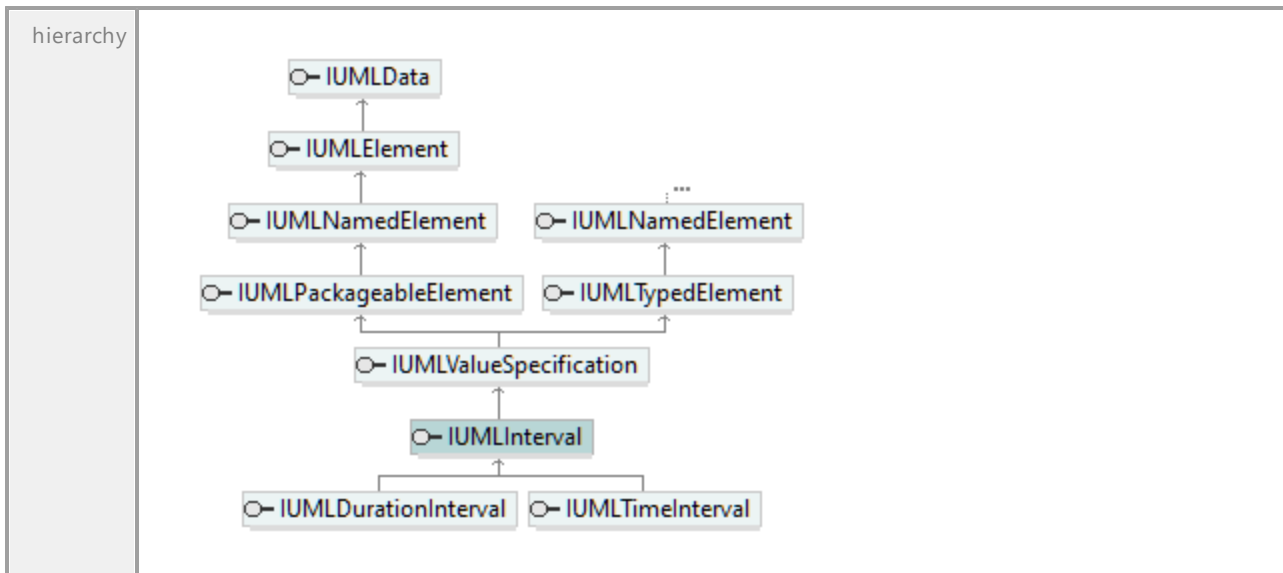 hierarchy
IUMLData
IUMLElement
...
IUMLNamedElement IUMLNamedElement
IUMLPackageableElement IUMLTypedElement
IUMLValueSpecification
IUMLInterval
IUMLDurationInterval IUMLTimeInterval